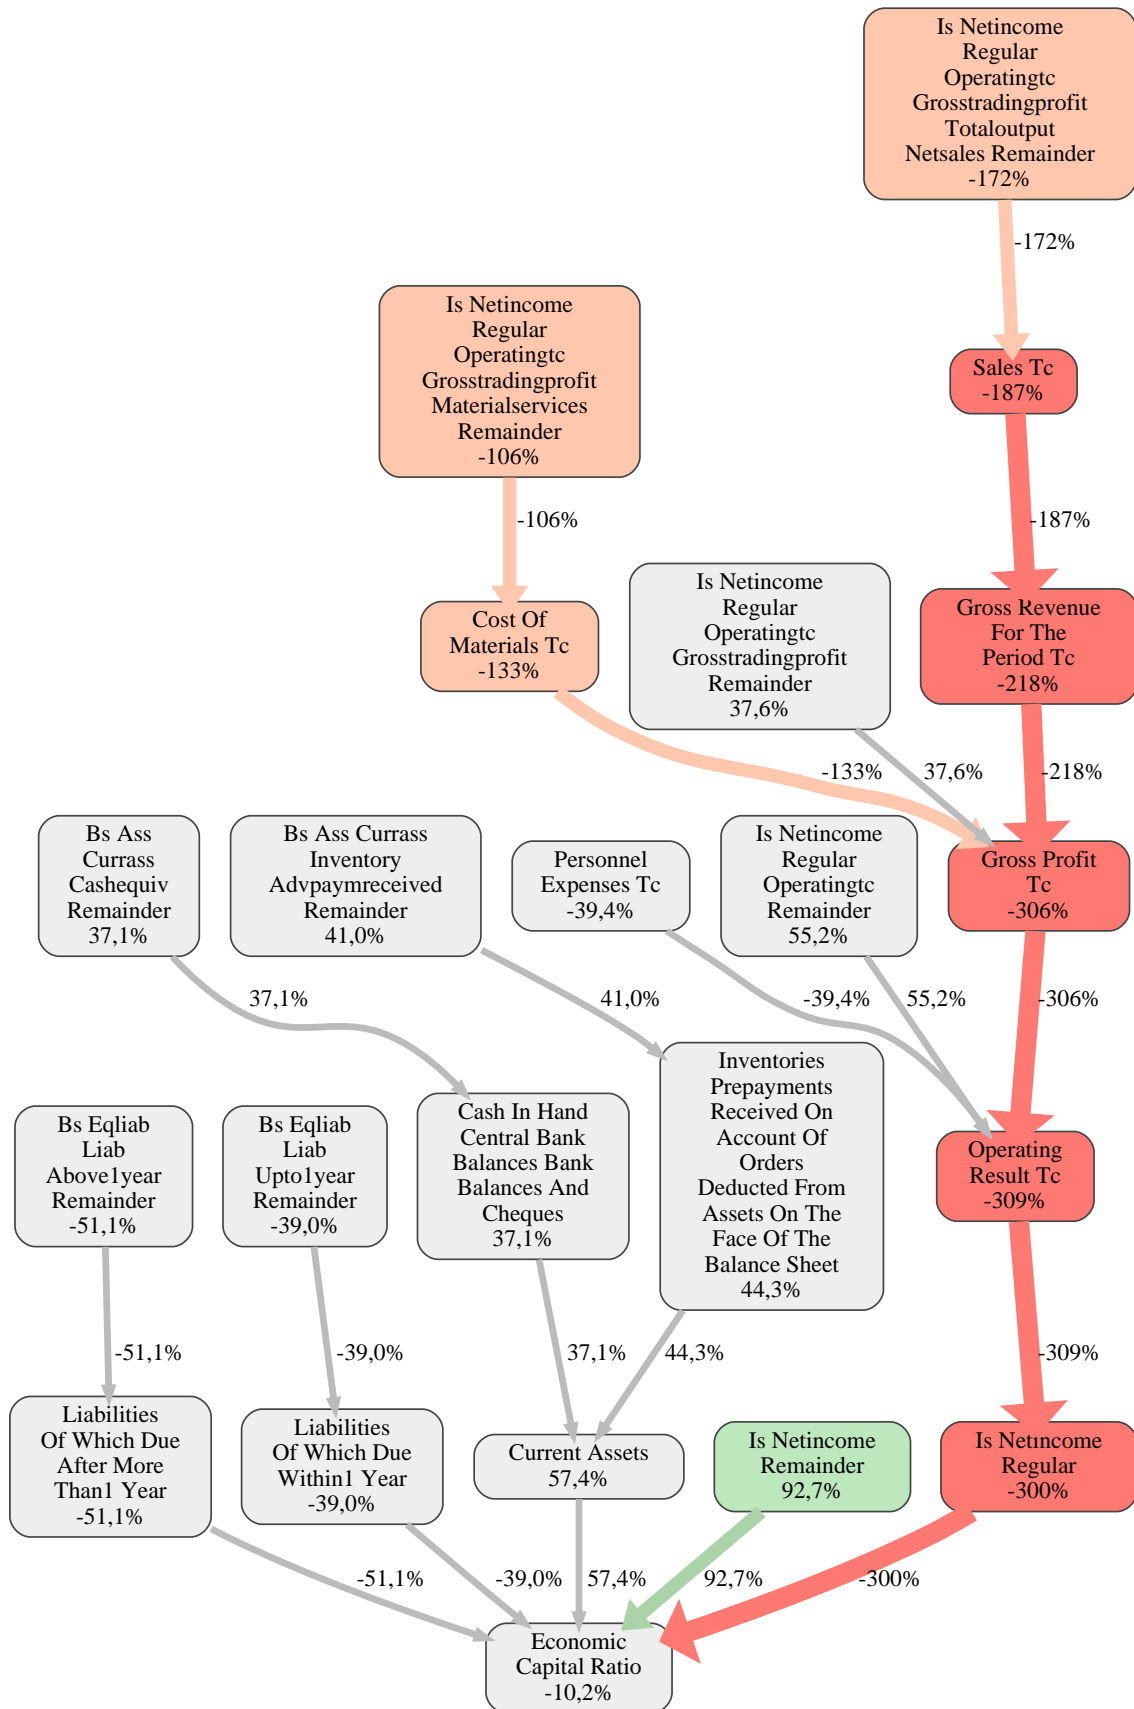 Is Netincome
Regular
Operatingtc
Grosstradingprofit
Totaloutput
Netsales Remainder
-172%
-172%
Is Netincome
Regular
Operatingtc
Grosstradingprofit
Materialservices
Remainder
-106%
Sales Tc
-187%
-106%
-187%
Is Netincome
Regular
Operatingtc
Grosstradingprofit
Remainder
37,6%
Gross Revenue
For The
Period Tc
-218%
Cost Of
Materials Tc
-133%
-133%
37,6%
-218%
Bs Ass
Currass
Cashequiv
Remainder
37,1%
Bs Ass Currass
Inventory
Advpaymreceived
Remainder
41,0%
Personnel
Expenses Tc
-39,4%
Is Netincome
Regular
Operatingtc
Remainder
55,2%
Gross Profit
Tc
-306%
37,1%
41,0%
-39,4%
55,2%
-306%
Bs Eqliab
Liab
Above1year
Remainder
-51,1%
Bs Eqliab
Liab
Upto1year
Remainder
-39,0%
Cash In Hand
Central Bank
Balances Bank
Balances And
Cheques
37,1%
Inventories
Prepayments
Received On
Account Of
Orders
Deducted From
Assets On The
Face Of The
Balance Sheet
44,3%
Operating
Result Tc
-309%
-51,1%
-39,0%
37,1%
44,3%
-309%
Liabilities
Of Which Due
After More
Than1 Year
-51,1%
Liabilities
Of Which Due
Within1 Year
-39,0%
Current Assets
57,4%
Is Netincome
Remainder
92,7%
Is Netincome
Regular
-300%
-51,1%
-39,0%
57,4%
92,7%
-300%
Economic
Capital Ratio
-10,2%